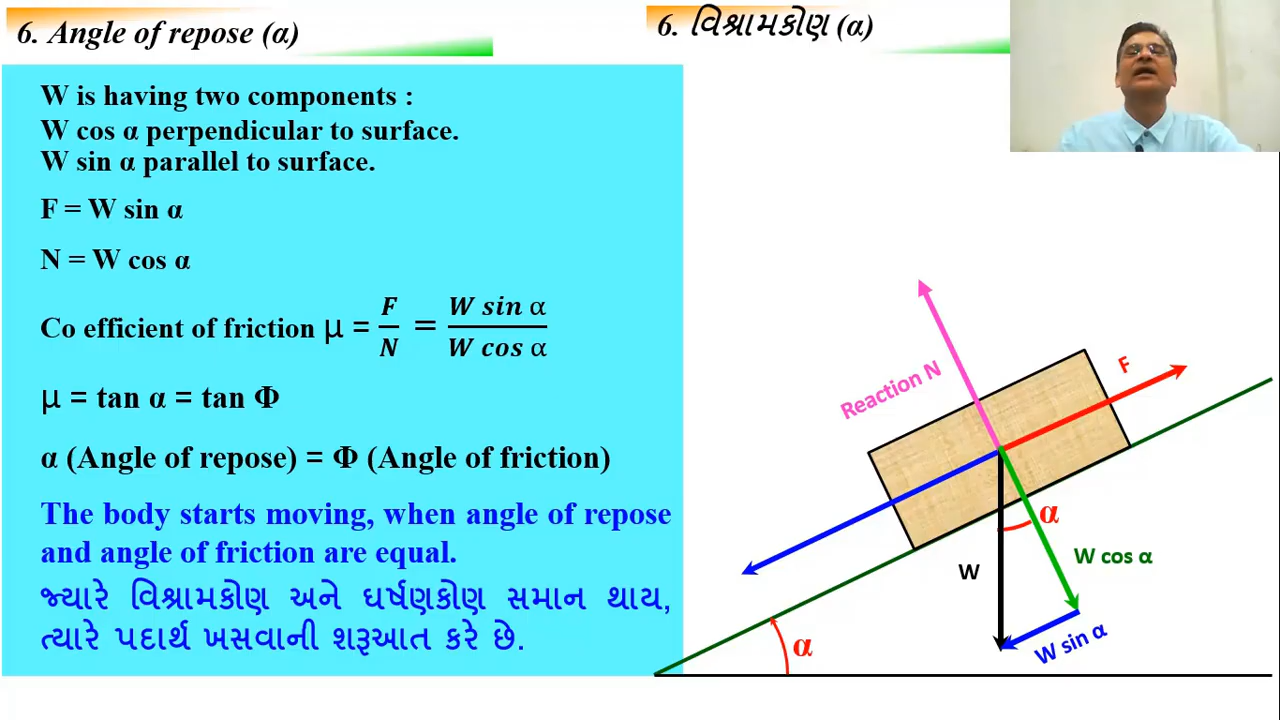 6. Angle of repose (α)
6. વિશ્રામકોણ (α)
W is having two components :
W cos α perpendicular to surface.
W sin α parallel to surface.
F = W sin α
N = W cos α
Co efficient of friction μ = F/N = W sin α/W cos α
μ = tan α = tan Φ
α (Angle of repose) = Φ (Angle of friction)
The body starts moving, when angle of repose
and angle of friction are equal.
જ્યારે વિશ્રામકોણ અને ઘર્ષણકોણ સમાન થાય,
ત્યારે પદાર્થ ખસવાની શરૂઆત કરે છે.
Reaction N
F
α
W cos α
W
W sin α
α